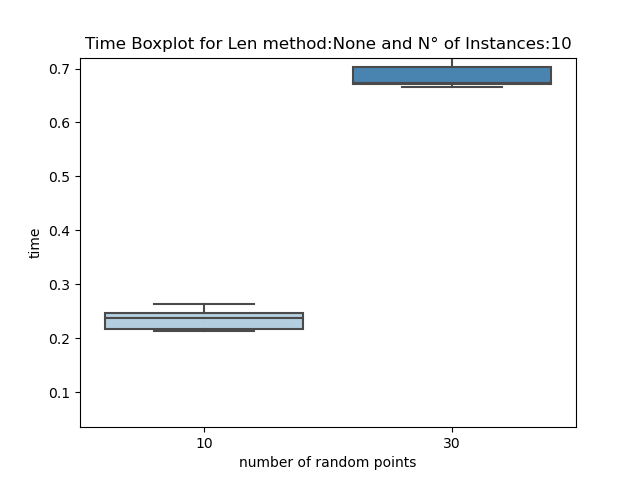 Time Boxplot for Len method:None and N° of Instances:10
0.7
0.6
0.5
0.4
0.3
0.2
0.1
time
10 30
number of random points